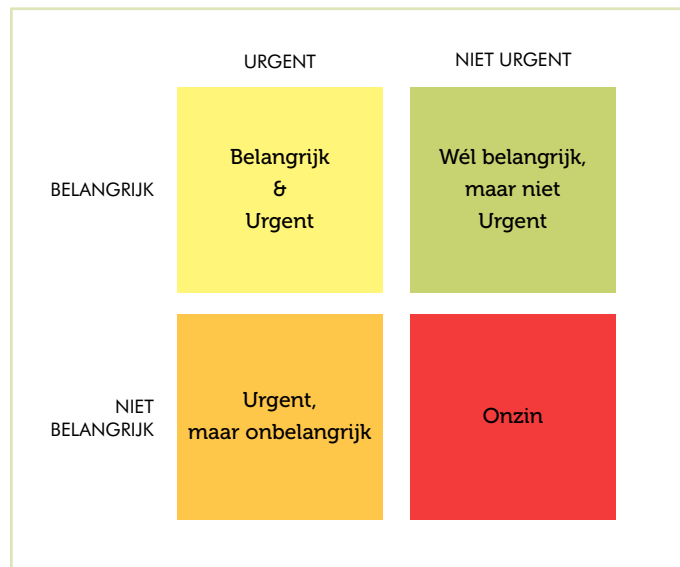 URGENT
NIET URGENT
BELANGRIJK
Belangrijk
&
Urgent
Wél belangrijk,
maar niet
Urgent
NIET
BELANGRIJK
Urgent,
maar onbelangrijk
Onzin